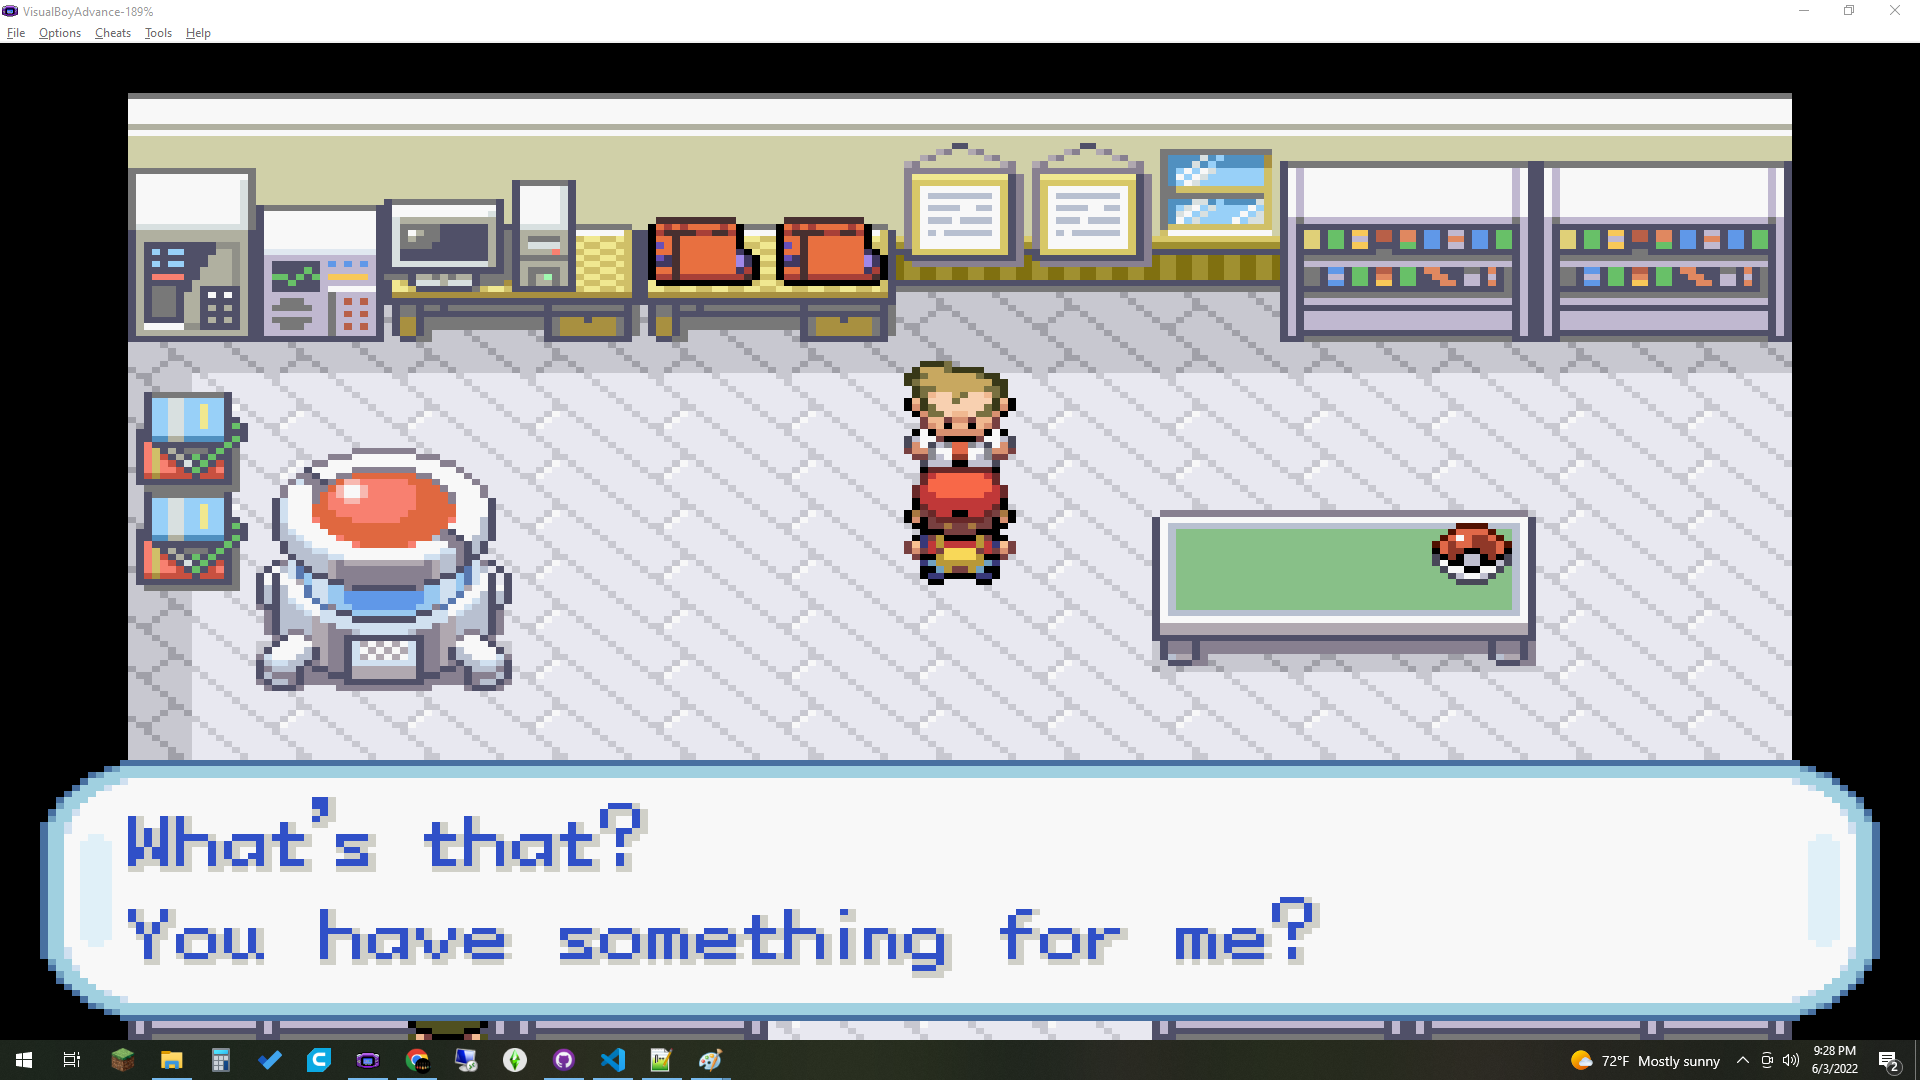 VisualBoyAdvance-189%
File Options Cheats Tools Help
What's that?
You have something for me?
72°F Mostly sunny
9:28 PM
6/3/2022
2